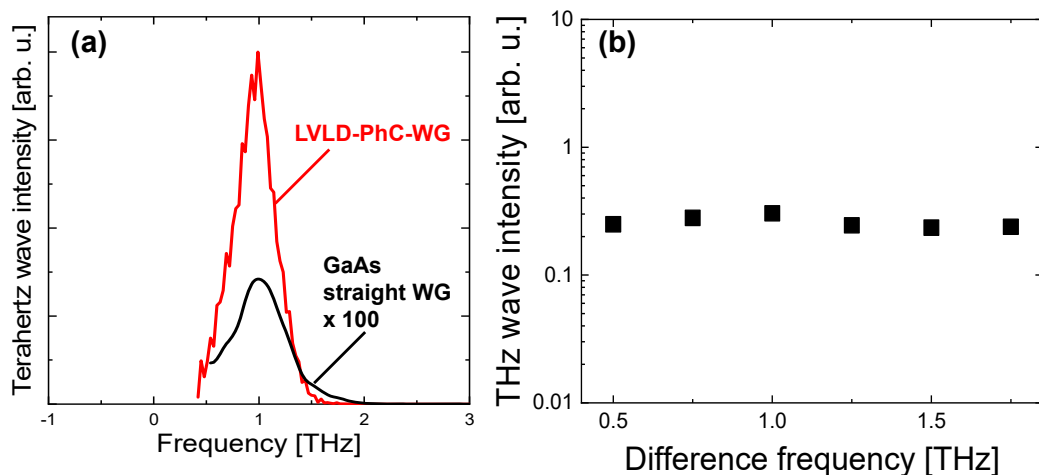 (a)
Terahertz wave intensity [arb. u.]
LVLD-PhC-WG
GaAs
straight WG
x 100
-1
0
1
2
3
Frequency [THz]
(b)
THz wave intensity [arb. u.]
10
1
0.1
0.01
0.5
1.0
1.5
Difference frequency [THz]